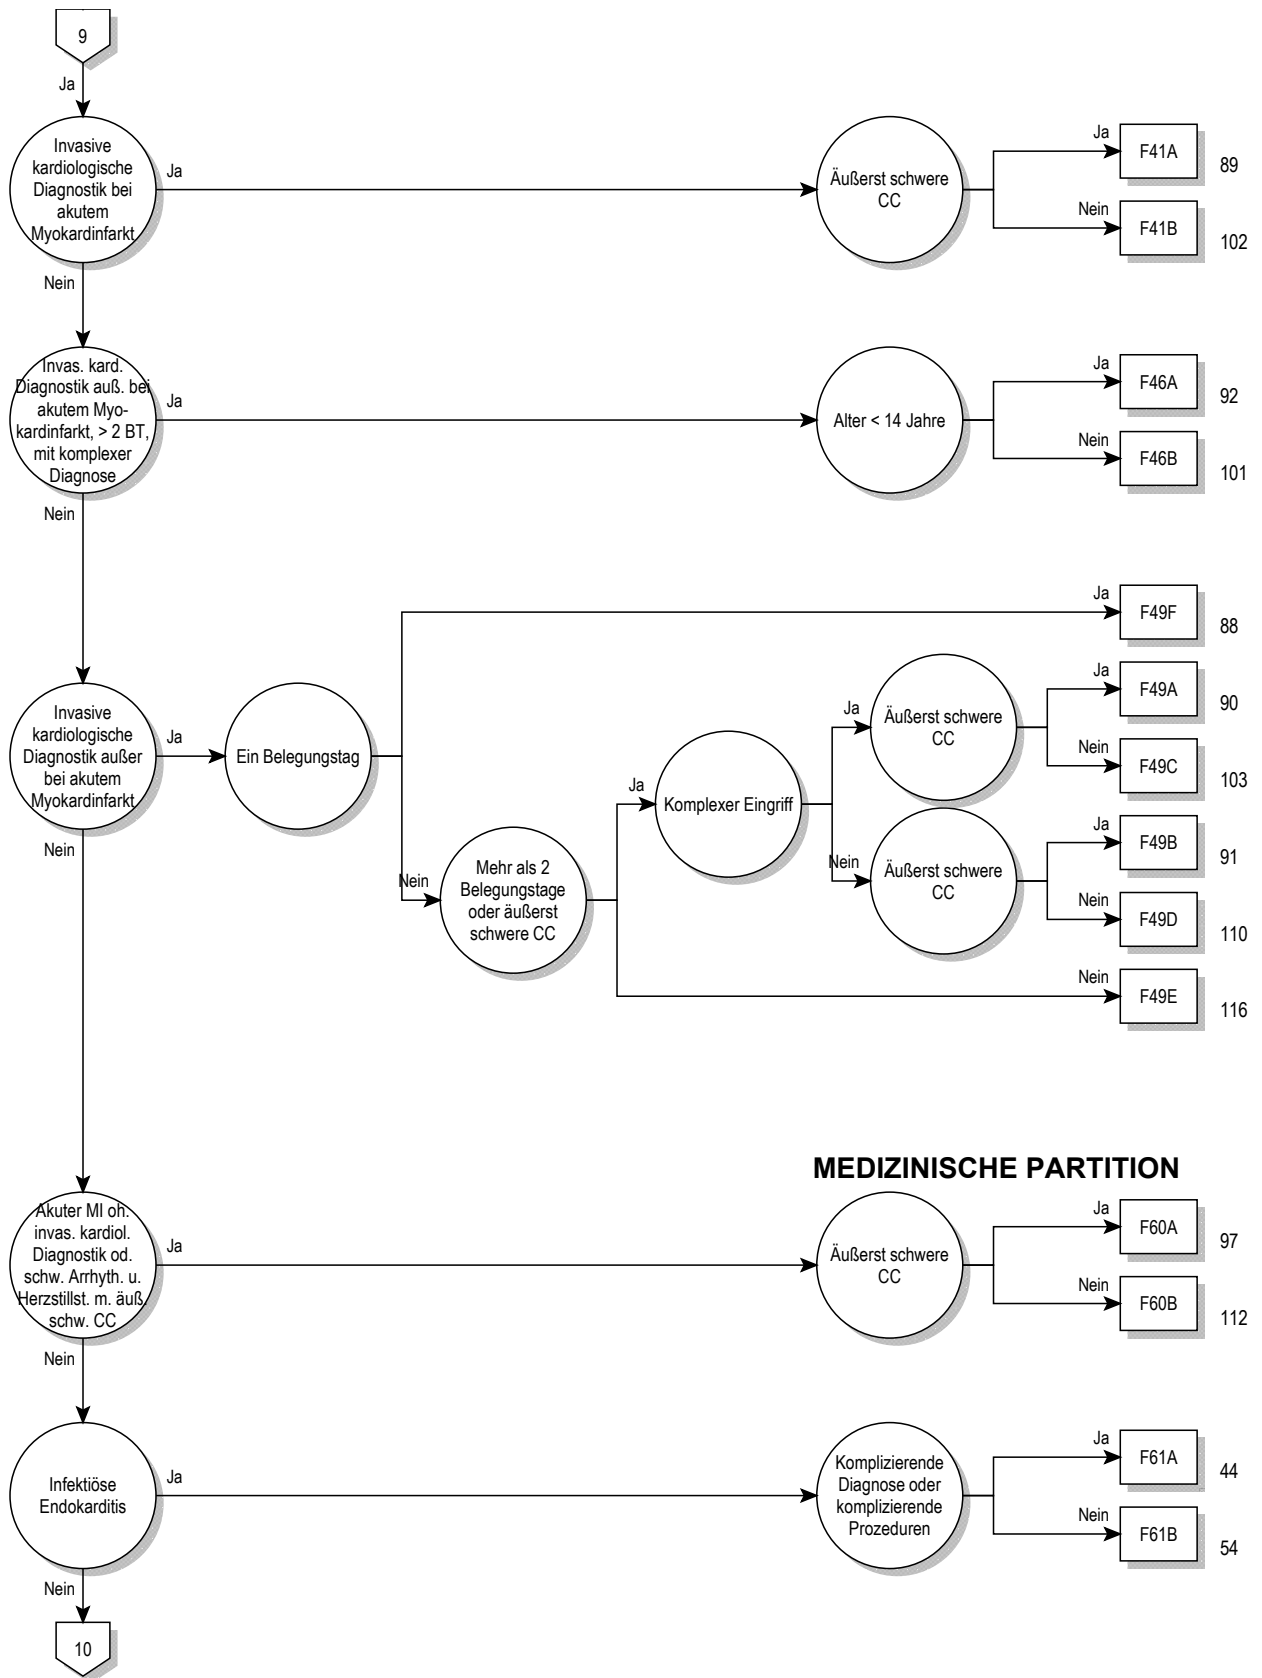 9
Ja
Invasive
kardiologische
Diagnostik bei
akutem
Myokardinfarkt
Ja
Äußerst schwere
CC
Ja
F41A
89
Nein
F41B
102
Nein
Invas. kard.
Diagnostik auß. bei
akutem Myo-
kardinfarkt, > 2 BT,
mit komplexer
Diagnose
Ja
Alter < 14 Jahre
Ja
F46A
92
Nein
F46B
101
Nein
Ja
F49F
88
Invasive
kardiologische
Diagnostik außer
bei akutem
Myokardinfarkt
Ja
Ein Belegungstag
Nein
Mehr als 2
Belegungstage
oder äußerst
schwere CC
Ja
Komplexer Eingriff
Ja
Äußerst schwere
CC
Ja
F49A
90
Nein
F49C
103
Nein
Äußerst schwere
CC
Ja
F49B
91
Nein
F49D
110
Nein
F49E
116
Nein
MEDIZINISCHE PARTITION
Akuter MI oh.
invas. kardiol.
Diagnostik od.
schw. Arrhyth. u.
Herzstillst. m. äuß.
schw. CC
Ja
Äußerst schwere
CC
Ja
F60A
97
Nein
F60B
112
Nein
Infektiöse
Endokarditis
Ja
Komplizierende
Diagnose oder
komplizierende
Prozeduren
Ja
F61A
44
Nein
F61B
54
Nein
10